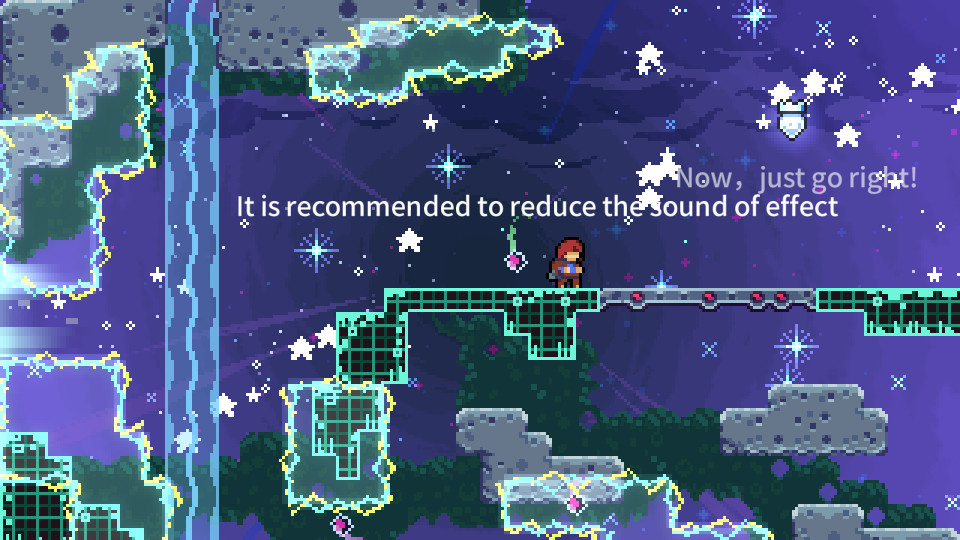 Now，just go right!
It is recommended to reduce the sound of effect